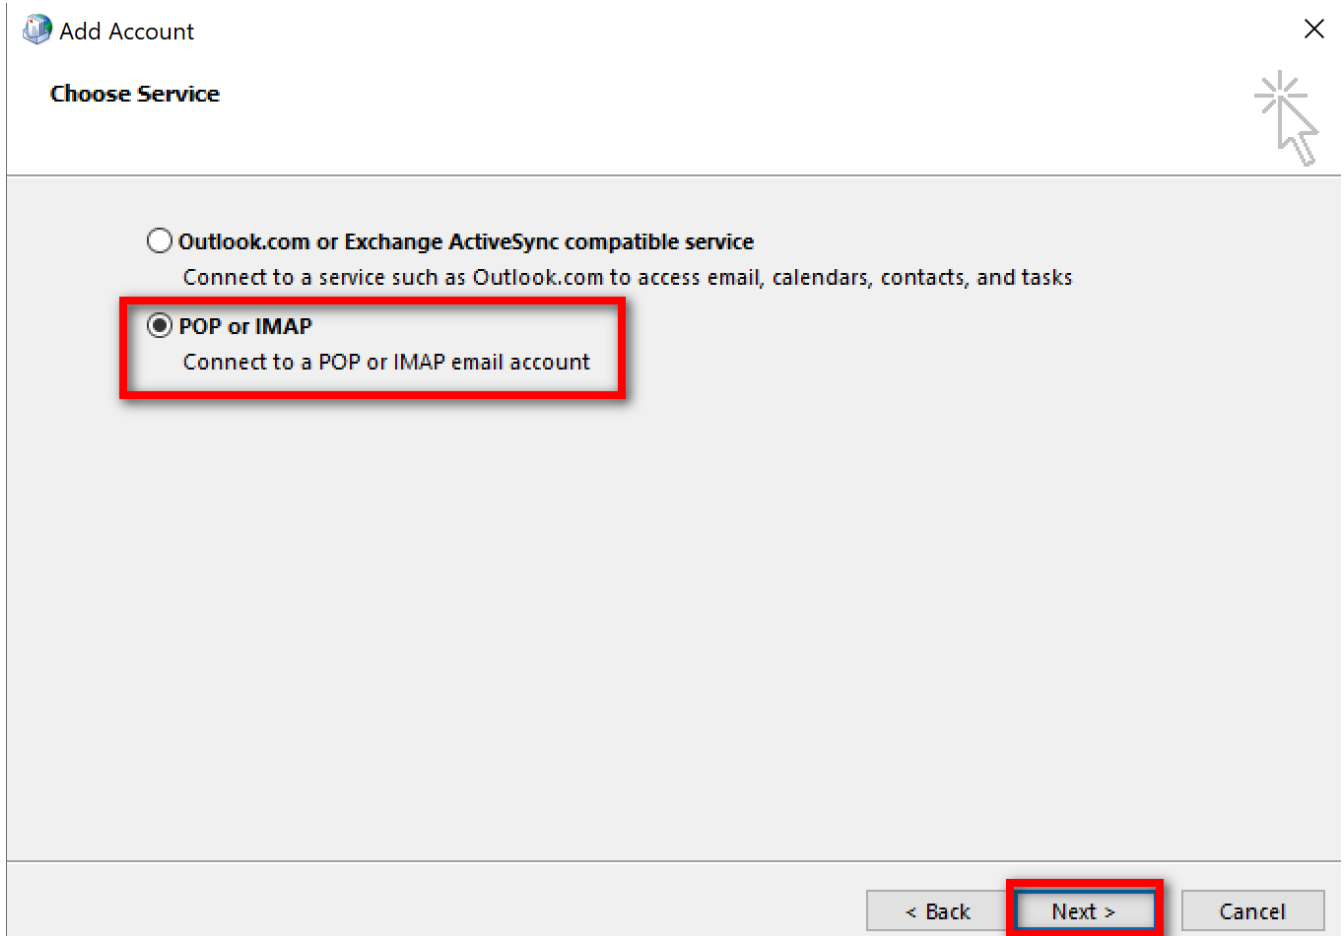 Add Account
Choose Service
Outlook.com or Exchange ActiveSync compatible service
Connect to a service such as Outlook.com to access email, calendars, contacts, and tasks
POP or IMAP
Connect to a POP or IMAP email account
< Back Next > Cancel